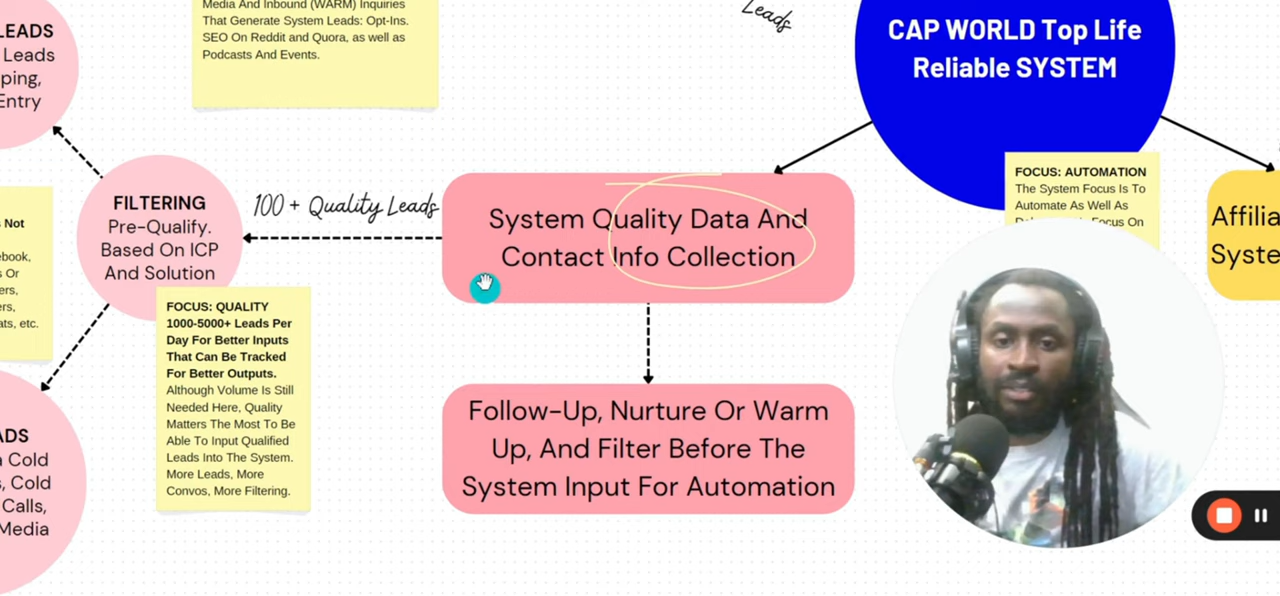 LEADS
Leads
ping,
Entry
Media And Inbound (WARM) Inquiries
That Generate System Leads: Opt-Ins.
SEO On Reddit and Quora, as well as
Podcasts And Events.
Leads
CAP WORLD Top Life
Reliable SYSTEM
FILTERING
Pre-Qualify.
Based On ICP
And Solution
100 + Quality Leads
System Quality Data And
Contact Info Collection
FOCUS: AUTOMATION
The System Focus Is To
Automate As Well As
Focus On
Affilia
Syste
s Not
ebook,
s Or
ers,
ers,
ats, etc.
FOCUS: QUALITY
1000-5000+ Leads Per
Day For Better Inputs
That Can Be Tracked
For Better Outputs.
Although Volume Is Still
Needed Here, Quality
Matters The Most To Be
Able To Input Qualified
Leads Into The System.
More Leads, More
Convos, More Filtering.
Follow-Up, Nurture Or Warm
Up, And Filter Before The
System Input For Automation
ADS
a Cold
s, Cold
Calls,
Media